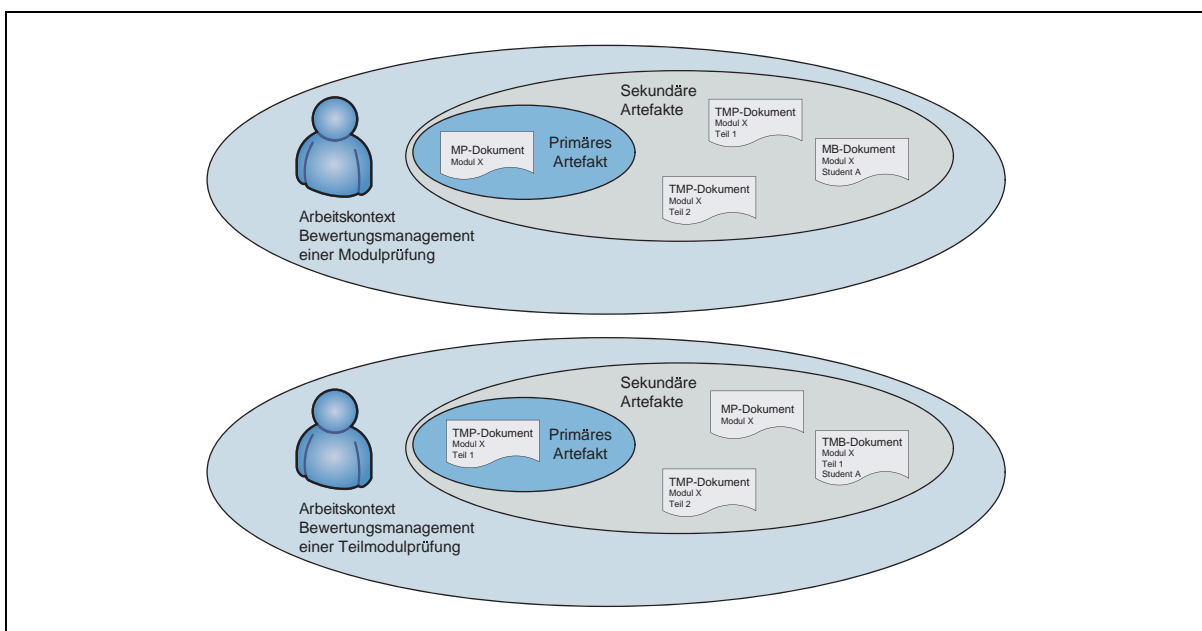 Sekundäre
Artefakte
TMP-Dokument
Modul X
Teil 1
MP-Dokument
Modul X
Primäres
Artefakt
MB-Dokument
Modul X
Student A
TMP-Dokument
Modul X
Teil 2
Arbeitskontext
Bewertungsmanagement
einer Modulprüfung
Sekundäre
Artefakte
MP-Dokument
Modul X
TMP-Dokument
Modul X
Teil 1
Primäres
Artefakt
TMB-Dokument
Modul X
Teil 1
Student A
TMP-Dokument
Modul X
Teil 2
Arbeitskontext
Bewertungsmanagement
einer Teilmodulprüfung